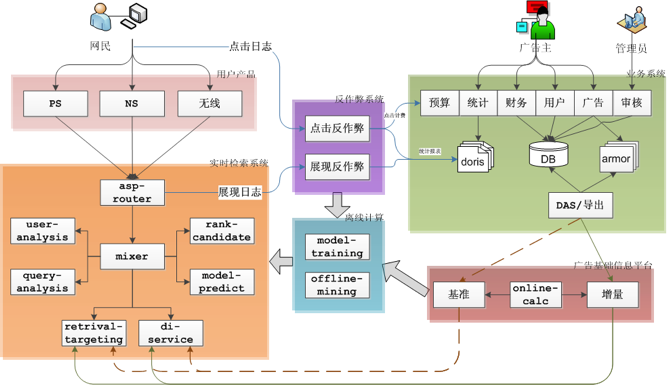 网民
广告主
管理员
点击日志
用户产品
PS
NS
无线
反作弊系统
点击反作弊
展现反作弊
点击计费
统计报表
业务系统
预算
统计
财务
用户
广告
审核
doris
DB
armor
DAS/导出
实时检索系统
asp-
router
展现日志
user-
analysis
rank-
candidate
mixer
query-
analysis
model-
predict
retrival-
targeting
di-
service
离线计算
model-
training
offline-
mining
广告基础信息平台
基准
online-
calc
增量